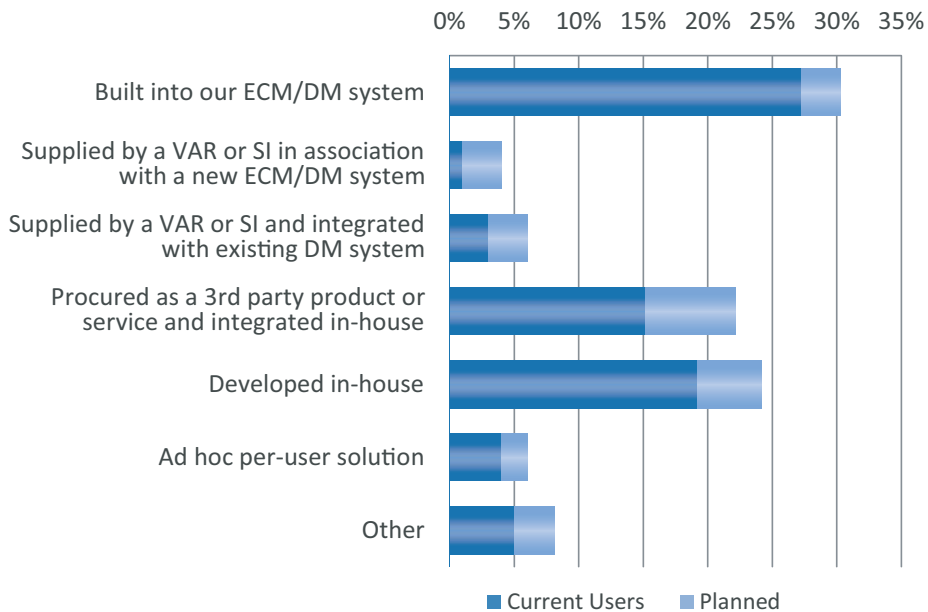 0% 5% 10% 15% 20% 25% 30% 35%
Built into our ECM/DM system
Supplied by a VAR or SI in association
with a new ECM/DM system
Supplied by a VAR or SI and integrated
with existing DM system
Procured as a 3rd party product or
service and integrated in-house
Developed in-house
Ad hoc per-user solution
Other
Current Users Planned